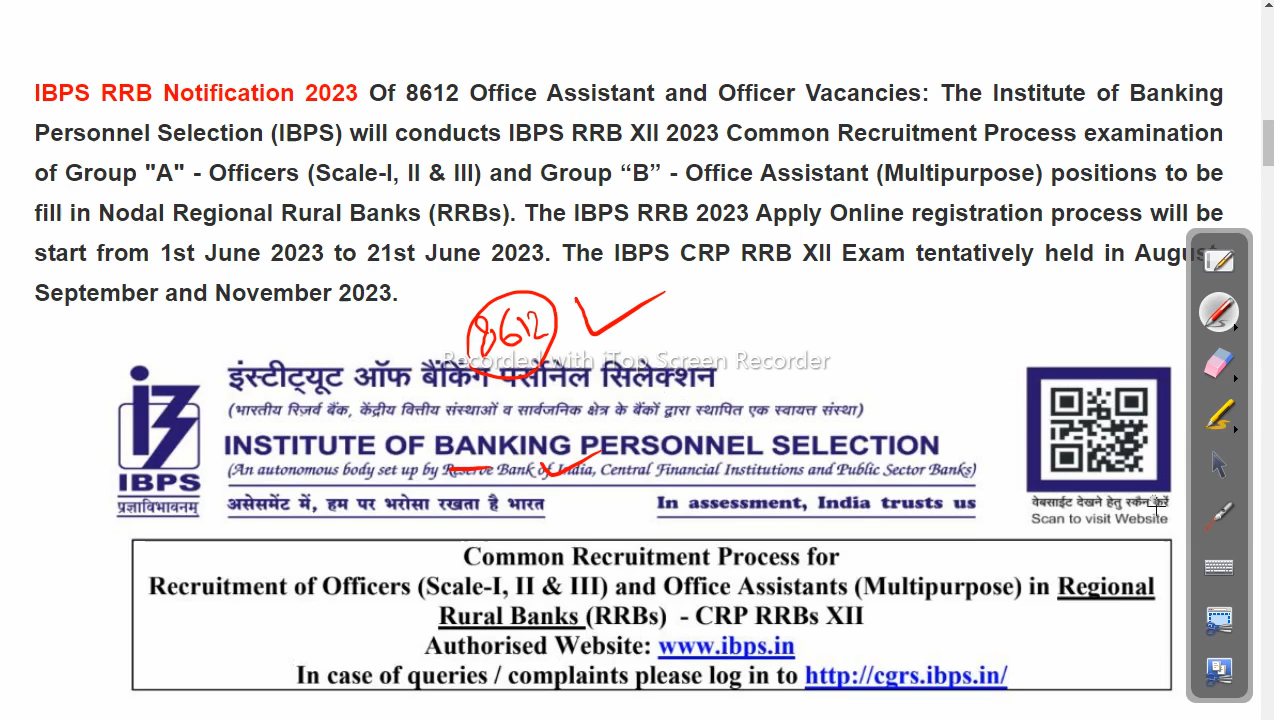 IBPS RRB Notification 2023 Of 8612 Office Assistant and Officer Vacancies: The Institute of Banking
Personnel Selection (IBPS) will conducts IBPS RRB XII 2023 Common Recruitment Process examination
of Group "A" - Officers (Scale-I, II & III) and Group “B” - Office Assistant (Multipurpose) positions to be
fill in Nodal Regional Rural Banks (RRBs). The IBPS RRB 2023 Apply Online registration process will be
start from 1st June 2023 to 21st June 2023. The IBPS CRP RRB XII Exam tentatively held in August,
September and November 2023.
8612
Recorded with iTop Screen Recorder
इंस्टीट्यूट ऑफ बैंकिंग पर्सोनेल सिलेक्शन
(भारतीय रिज़र्व बैंक, केंद्रीय वित्तीय संस्थाओं व सार्वजनिक क्षेत्र के बैंकों द्वारा स्थापित एक स्वायत्त संस्था)
INSTITUTE OF BANKING PERSONNEL SELECTION
(An autonomous body set up by Reserve Bank of India, Central Financial Institutions and Public Sector Banks)
IBPS
प्रज्ञाविभावनम्
असेसमेंट में, हम पर भरोसा रखता है भारत In assessment, India trusts us
वेबसाईट देखने हेतु स्कॅन करें
Scan to visit Website
Common Recruitment Process for
Recruitment of Officers (Scale-I, II & III) and Office Assistants (Multipurpose) in Regional
Rural Banks (RRBs) - CRP RRBs XII
Authorised Website: www.ibps.in
In case of queries / complaints please log in to http://cgrs.ibps.in/